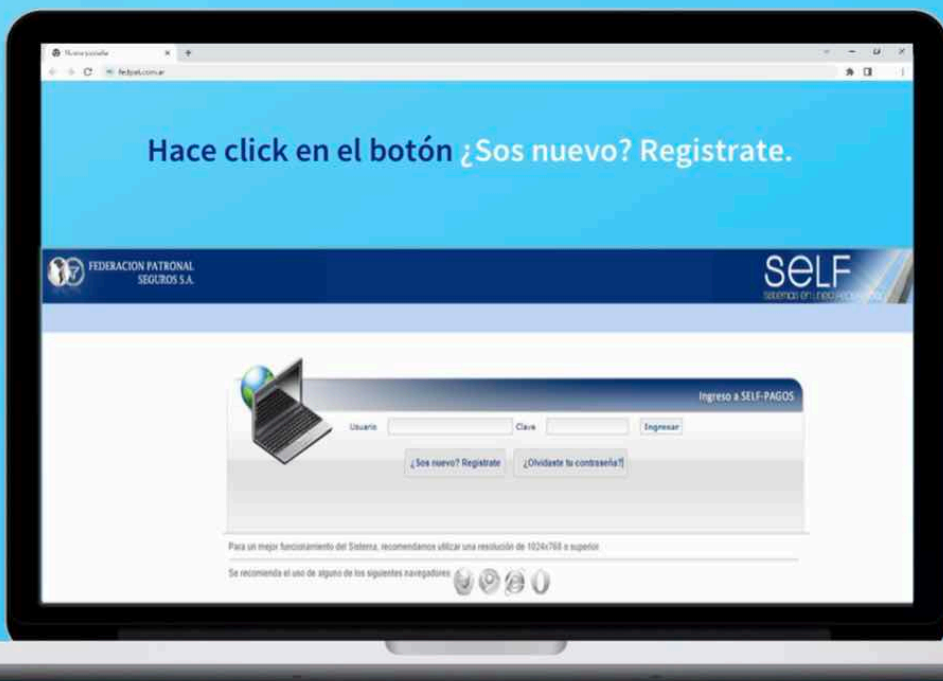 fedpat.com.ar
Hace click en el botón ¿Sos nuevo? Registrate.
FEDERACION PATRONAL
SEGUROS S.A.
SELF
Ingreso a SELF-PAGOS
Usuario
Clave
Ingresar
¿Sos nuevo? Registrate
¿Olvidaste tu contraseña?
Para un mejor funcionamiento del Sistema, recomendamos utilizar una resolución de 1024x768 o superior
Se recomienda el uso de alguno de los siguientes navegadores